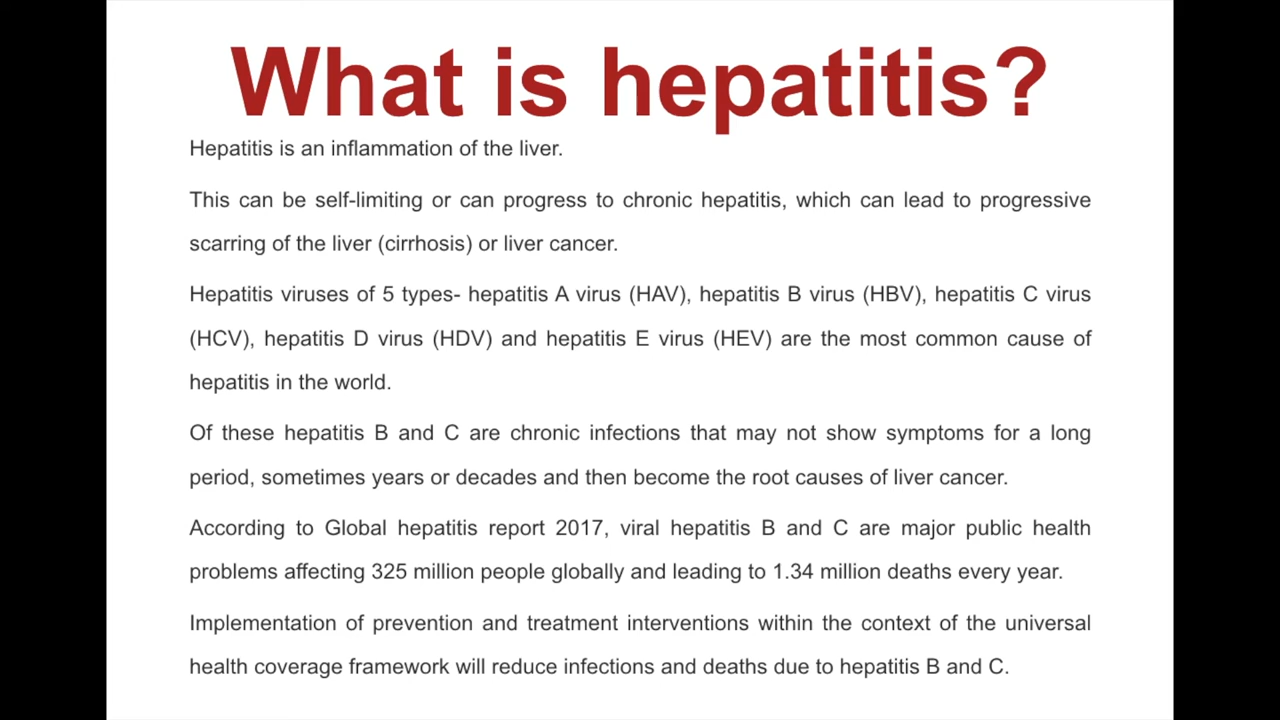 What is hepatitis?
Hepatitis is an inflammation of the liver.
This can be self-limiting or can progress to chronic hepatitis, which can lead to progressive
scarring of the liver (cirrhosis) or liver cancer.
Hepatitis viruses of 5 types- hepatitis A virus (HAV), hepatitis B virus (HBV), hepatitis C virus
(HCV), hepatitis D virus (HDV) and hepatitis E virus (HEV) are the most common cause of
hepatitis in the world.
Of these hepatitis B and C are chronic infections that may not show symptoms for a long
period, sometimes years or decades and then become the root causes of liver cancer.
According to Global hepatitis report 2017, viral hepatitis B and C are major public health
problems affecting 325 million people globally and leading to 1.34 million deaths every year.
Implementation of prevention and treatment interventions within the context of the universal
health coverage framework will reduce infections and deaths due to hepatitis B and C.